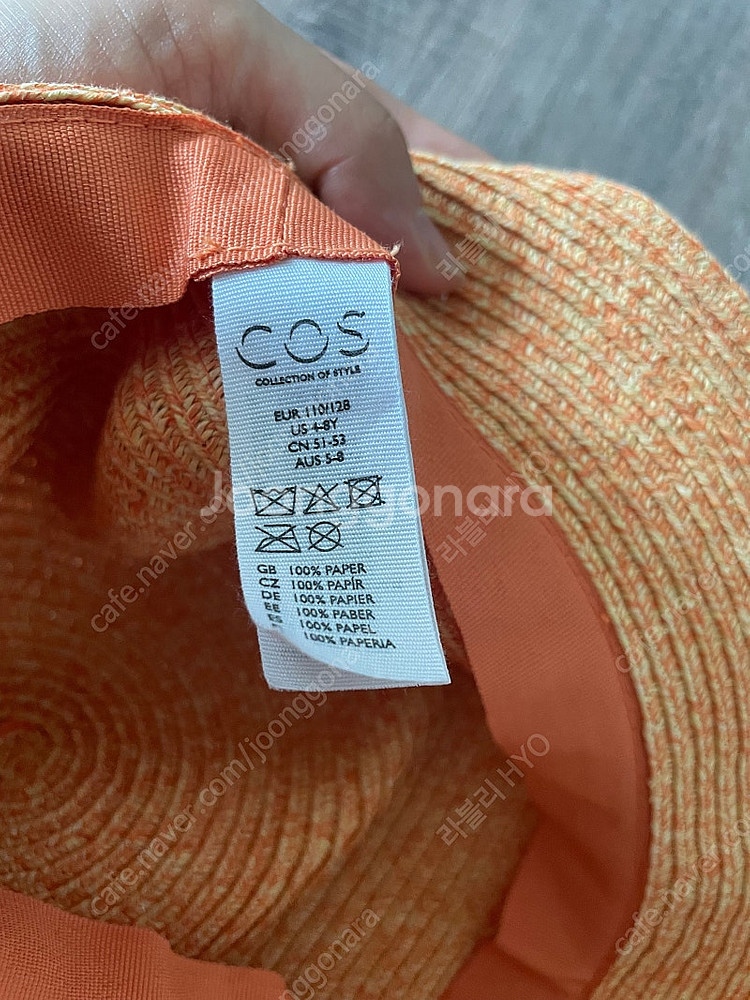 COS
COLLECTION OF STYLE
EUR 110/128
US 4-8Y
CN 51-53
AUS 5-8
GB 100% PAPER
CZ 100% PAPÍR
DE 100% PAPIER
EE 100% PABER
ES 100% PAPEL
100% PAPERIA
Joonggonara
joonggonara
라블리 HYO
cafe.naver.com/joonggonara